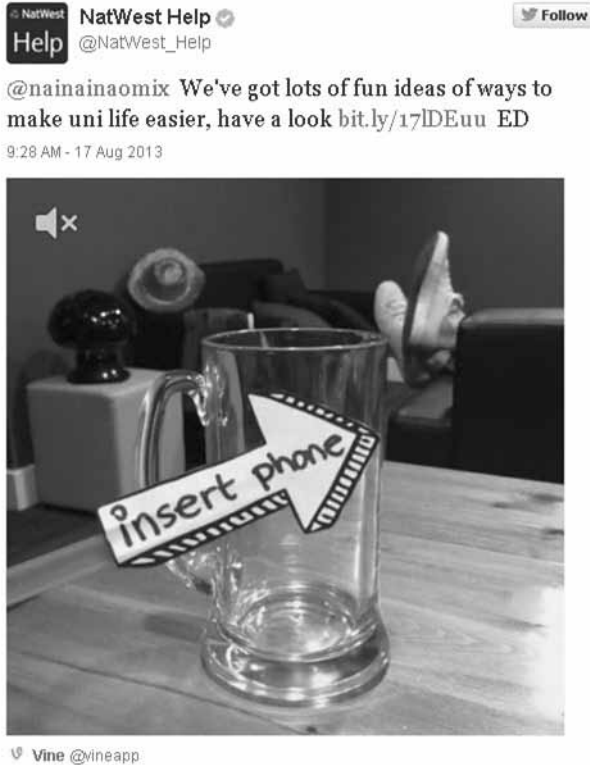 NatWest
Help
NatWest Help
@NatWest_Help
Follow
@nainainaomix We've got lots of fun ideas of ways to
make uni life easier, have a look bit.ly/17lDEuu ED
9:28 AM - 17 Aug 2013
insert phone
Vine @vineapp